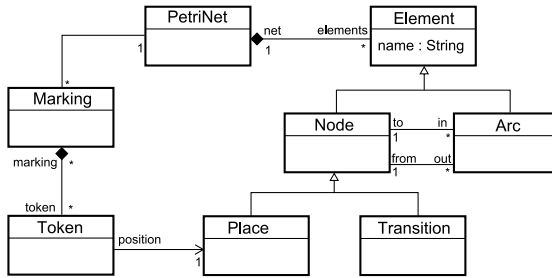 PetriNet
net
elements
1
1
*
Element
name : String
*
Marking
marking
*
Node
to
in
1
*
from
out
1
*
Arc
token
*
Token
position
1
Place
Transition